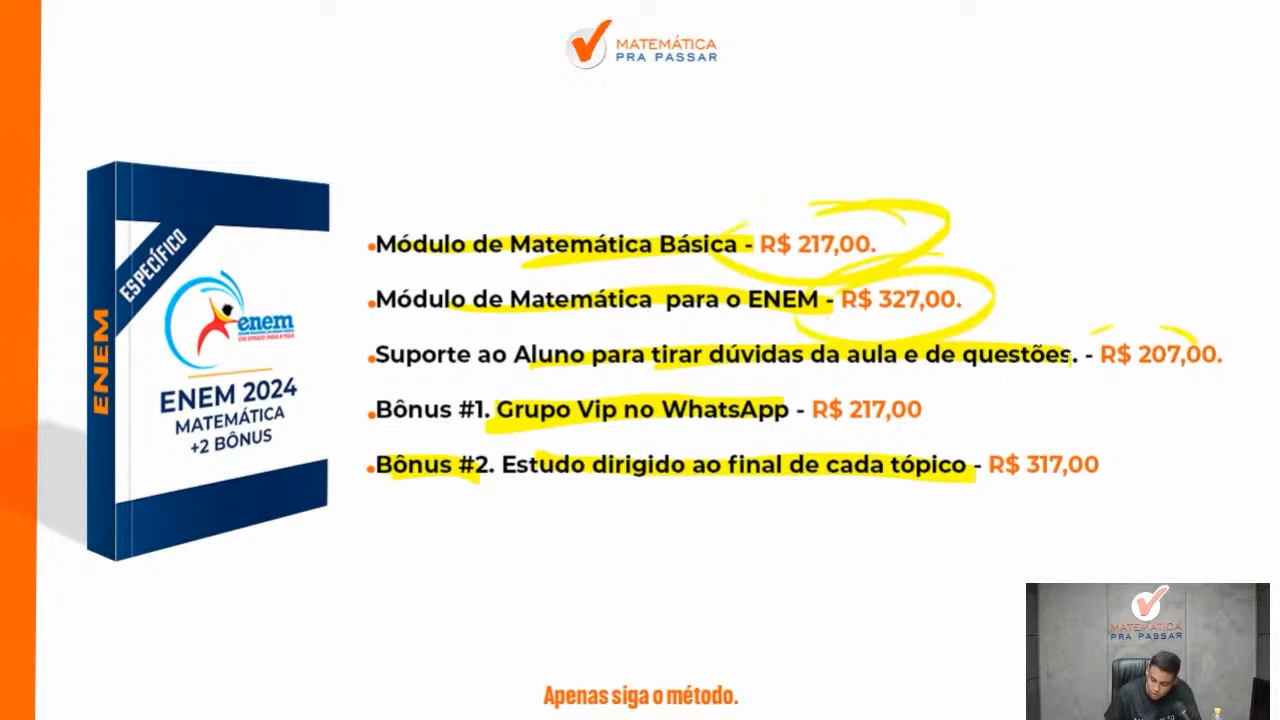 MATEMÁTICA
PRA PASSAR
ESPECÍFICO
ENEM
enem
ENEM 2024
MATEMÁTICA
+2 BÔNUS
•Módulo de Matemática Básica - R$ 217,00.
•Módulo de Matemática para o ENEM - R$ 327,00.
•Suporte ao Aluno para tirar dúvidas da aula e de questões. - R$ 207,00.
•Bônus #1. Grupo Vip no WhatsApp - R$ 217,00
•Bônus #2. Estudo dirigido ao final de cada tópico - R$ 317,00
MATEMÁTICA
PRA PASSAR
Apenas siga o método.